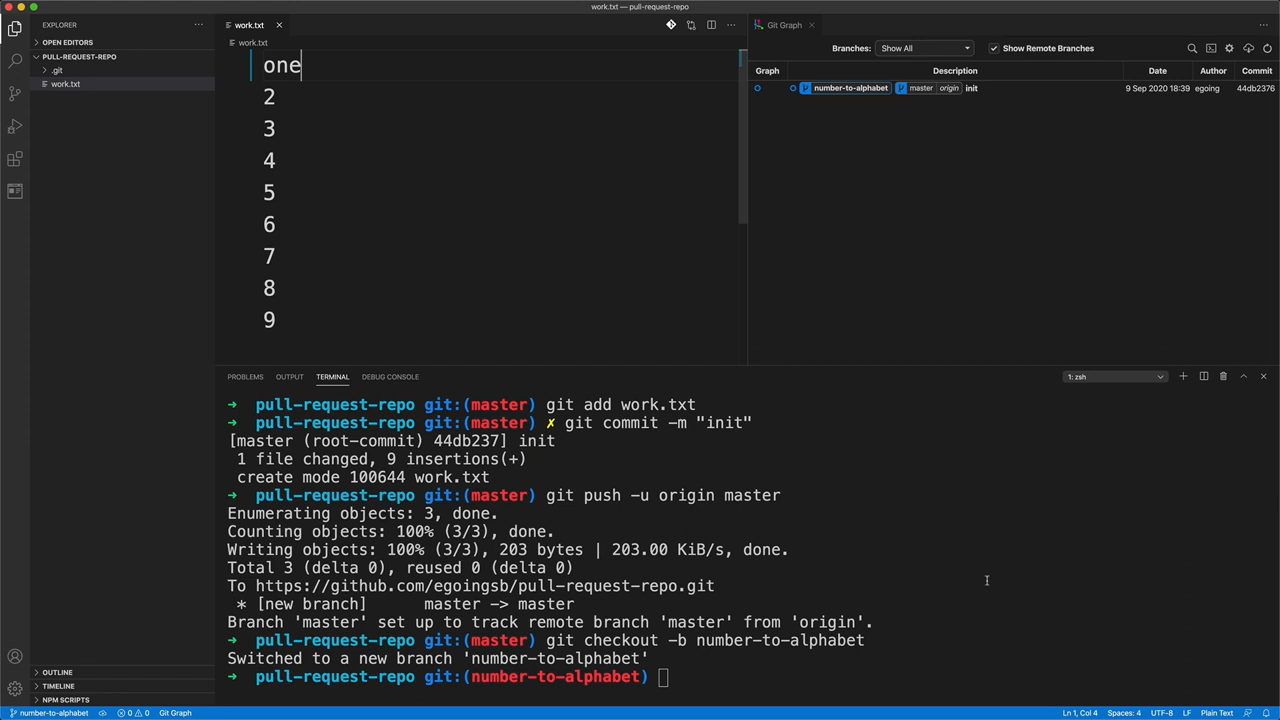 work.txt — pull-request-repo
EXPLORER
OPEN EDITORS
PULL-REQUEST-REPO
.git
work.txt
OUTLINE
TIMELINE
NPM SCRIPTS
work.txt
work.txt
one
2
3
4
5
6
7
8
9
Git Graph
Branches: Show All Show Remote Branches
Graph Description Date Author Commit
number-to-alphabet master origin init 9 Sep 2020 18:39 egoing 44db2376
PROBLEMS OUTPUT TERMINAL DEBUG CONSOLE 1: zsh
➜ pull-request-repo git:(master) git add work.txt
➜ pull-request-repo git:(master) ✗ git commit -m "init"
[master (root-commit) 44db237] init
1 file changed, 9 insertions(+)
create mode 100644 work.txt
➜ pull-request-repo git:(master) git push -u origin master
Enumerating objects: 3, done.
Counting objects: 100% (3/3), done.
Writing objects: 100% (3/3), 203 bytes | 203.00 KiB/s, done.
Total 3 (delta 0), reused 0 (delta 0)
To https://github.com/egoingsb/pull-request-repo.git
* [new branch] master -> master
Branch 'master' set up to track remote branch 'master' from 'origin'.
➜ pull-request-repo git:(master) git checkout -b number-to-alphabet
Switched to a new branch 'number-to-alphabet'
➜ pull-request-repo git:(number-to-alphabet)
number-to-alphabet 0 0 Git Graph Ln 1, Col 4 Spaces: 4 UTF-8 LF Plain Text